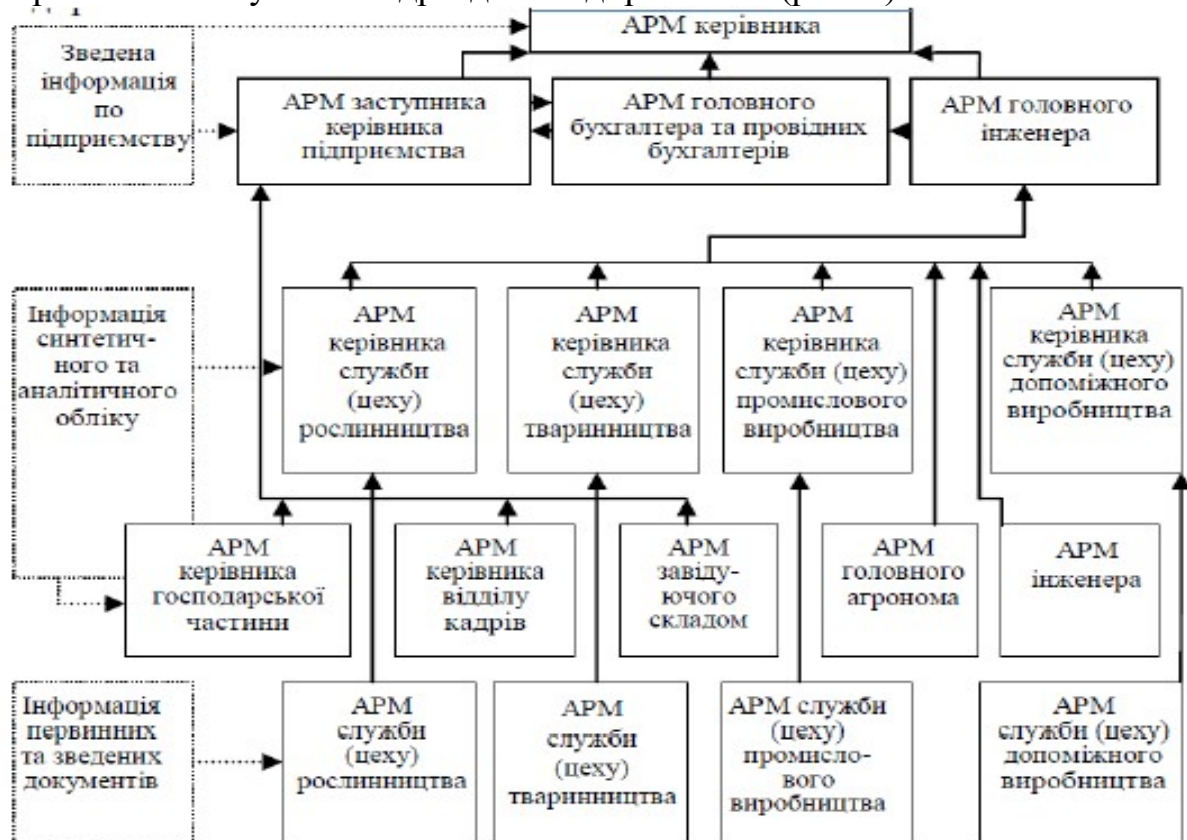 АРМ керівника
Зведена
інформація
по
підприємству
АРМ заступника
керівника
підприємства
АРМ головного
бухгалтера та провідних
бухгалтерів
АРМ головного
інженера
Інформація
синтетич-
ного та
аналітичного
обліку
АРМ
керівника
служби
(цеху)
рослинництва
АРМ
керівника
служби
(цеху)
тваринництва
АРМ
керівника
служби (цеху)
промислового
виробництва
АРМ
керівника
служби (цеху)
допоміжного
виробництва
АРМ
керівника
господарської
частини
АРМ
керівника
відділу
кадрів
АРМ
завіду-
ючого
складом
АРМ
головного
агронома
АРМ
інженера
Інформація
первинних
та зведених
документів
АРМ
служби
(цеху)
рослинництва
АРМ
служби
(цеху)
тваринництва
АРМ служби
(цеху)
промисло-
вого
виробництва
АРМ
служби (цеху)
допоміжного
виробництва